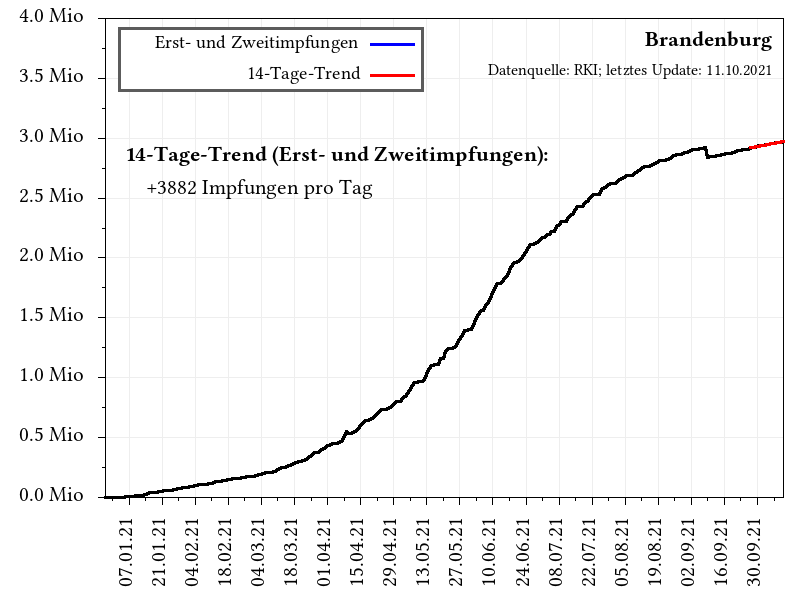 4.0 Mio
3.5 Mio
3.0 Mio
2.5 Mio
2.0 Mio
1.5 Mio
1.0 Mio
0.5 Mio
0.0 Mio
Erst- und Zweitimpfungen
14-Tage-Trend
Brandenburg
Datenquelle: RKI; letztes Update: 11.10.2021
14-Tage-Trend (Erst- und Zweitimpfungen):
+3882 Impfungen pro Tag
07.01.21
21.01.21
04.02.21
18.02.21
04.03.21
18.03.21
01.04.21
15.04.21
29.04.21
13.05.21
27.05.21
10.06.21
24.06.21
08.07.21
22.07.21
05.08.21
19.08.21
02.09.21
16.09.21
30.09.21